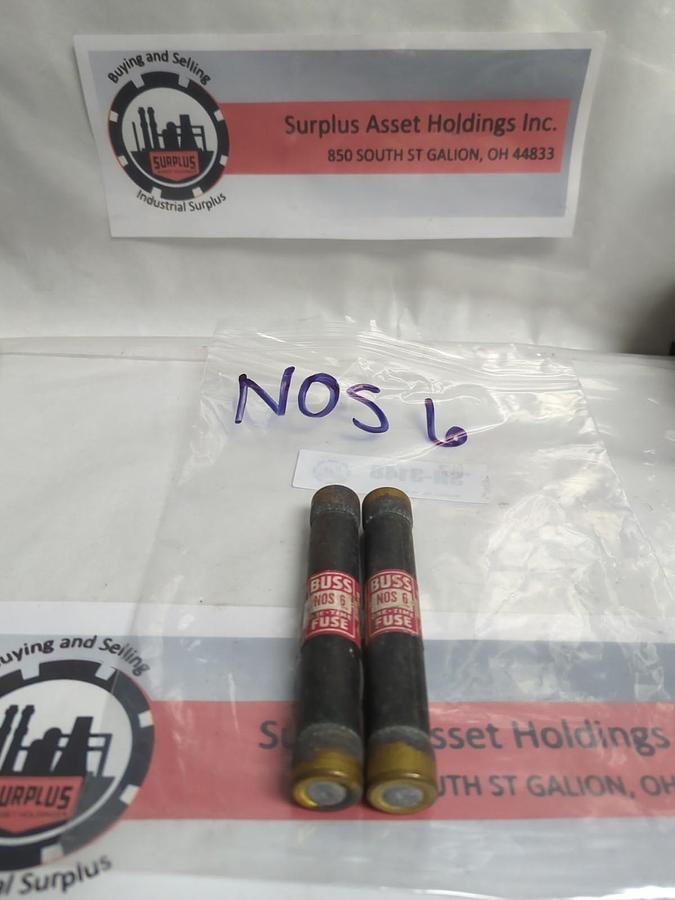 Buying and Selling
Surplus Asset Holdings Inc.
850 SOUTH ST GALION, OH 44833
SURPLUS
Industrial Surplus
NOS 6
BUSS
NOS 6
FUSE
BUSS
NOS 6
FUSE
uying and Selling
sset Holdings
UTH ST GALION, OH
URPLUS
al Surplus